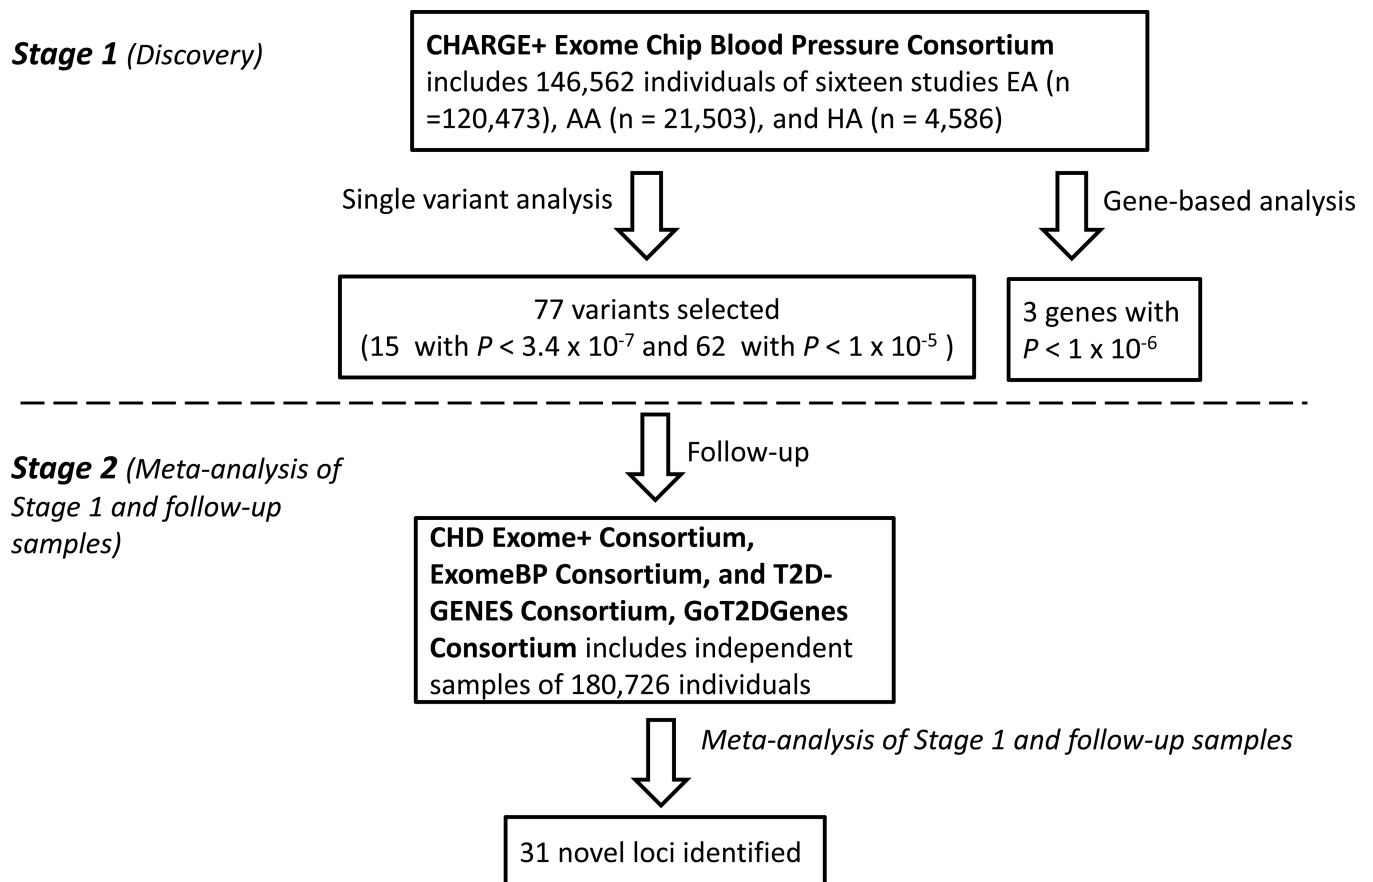 Stage 1 (Discovery)
CHARGE+ Exome Chip Blood Pressure Consortium
includes 146,562 individuals of sixteen studies EA (n
=120,473), AA (n = 21,503), and HA (n = 4,586)
Single variant analysis
Gene-based analysis
77 variants selected
(15 with P < 3.4 x 10⁻⁷ and 62 with P < 1 x 10⁻⁵ )
3 genes with
P < 1 x 10⁻⁶
Follow-up
Stage 2 (Meta-analysis of
Stage 1 and follow-up
samples)
CHD Exome+ Consortium,
ExomeBP Consortium, and T2D-
GENES Consortium, GoT2DGenes
Consortium includes independent
samples of 180,726 individuals
Meta-analysis of Stage 1 and follow-up samples
31 novel loci identified